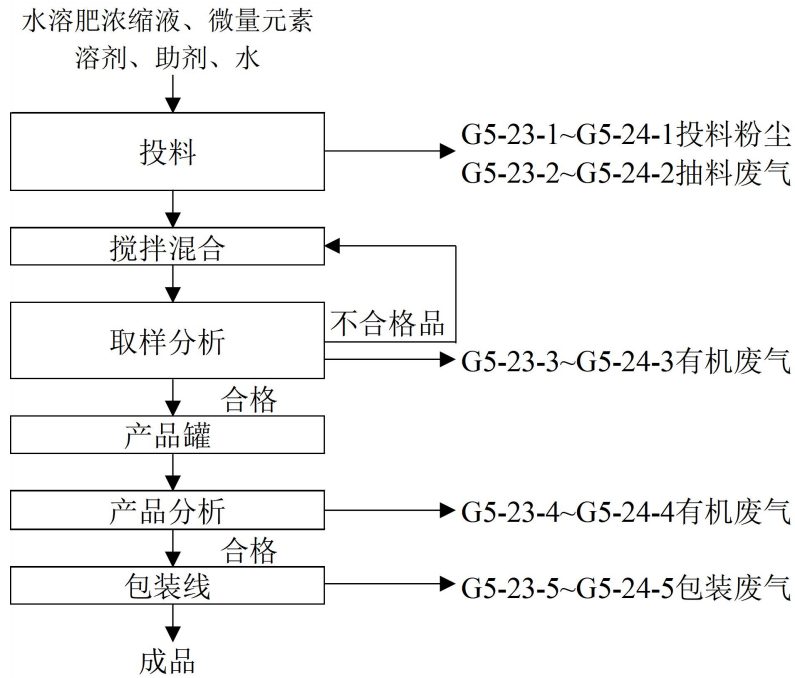 水溶肥浓缩液、微量元素
溶剂、助剂、水
投料
G5-23-1~G5-24-1投料粉尘
G5-23-2~G5-24-2抽料废气
搅拌混合
取样分析
不合格品
G5-23-3~G5-24-3有机废气
合格
产品罐
产品分析
G5-23-4~G5-24-4有机废气
合格
包装线
G5-23-5~G5-24-5包装废气
成品